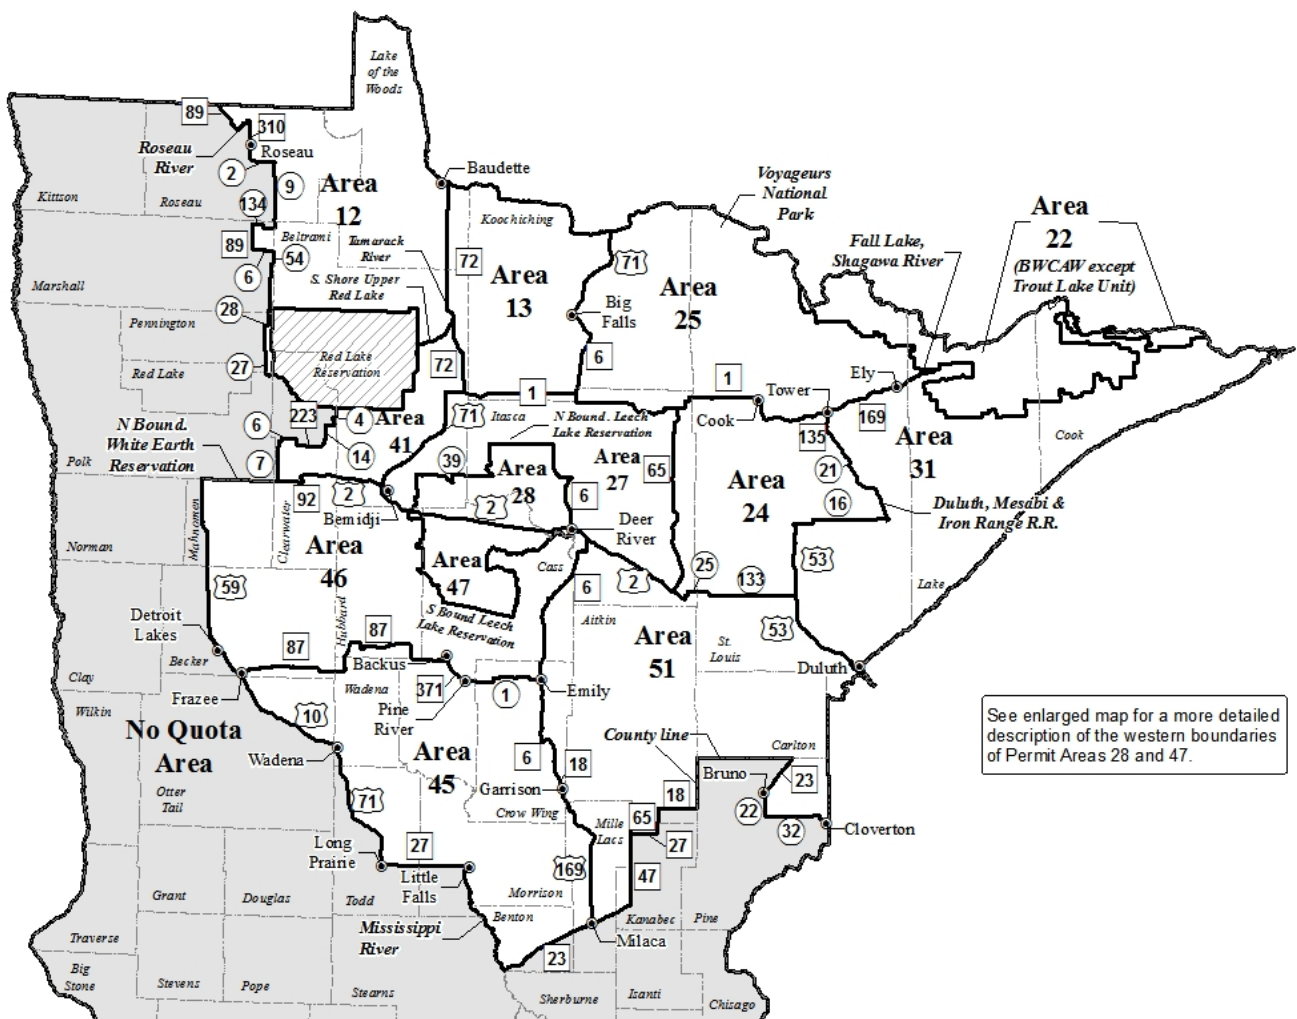 Lake
of the
Woods
89
310
Roseau
River
Roseau
2
Baudette
Voyageurs
National
Park
Kittson
Roseau
9
Area
12
134
Koochiching
Area
22
(BWCAW except
Trout Lake Unit)
Fall Lake,
Shagawa River
89
Beltrami
54
Tamarack
River
72
71
6
S. Shore Upper
Red Lake
Area
13
Area
25
Marshall
28
Pennington
Big
Falls
Red Lake
Reservation
27
Red Lake
72
6
1
1
Ely
Tower
223
4
Area
41
71
Itasca
N Bound. Leech
Lake Reservation
Cook
169
135
Area
31
Cook
N Bound.
White Earth
Reservation
6
14
Polk
7
39
Area
28
Area
27
65
Area
24
21
16
Duluth, Mesabi &
Iron Range R.R.
92
2
Bemidji
2
6
Deer
River
Mahnomen
Clearwater
Norman
Area
46
Area
47
Cass
53
25
133
59
6
2
Lake
Hubbard
S Bound Leech
Lake Reservation
Aitkin
Area
51
St.
Louis
53
Detroit
Lakes
87
87
Becker
Backus
Duluth
Clay
Frazee
Wadena
371
1
Emily
Pine
River
Wilkin
No Quota
Area
10
Wadena
Area
45
6
18
County line
Carlton
See enlarged map for a more detailed
description of the western boundaries
of Permit Areas 28 and 47.
Bruno
23
Garrison
Otter
Tail
71
Crow Wing
18
22
Mille
Lacs
65
32
Cloverton
Long
Prairie
27
27
Little
Falls
169
47
Grant
Douglas
Todd
Morrison
Mississippi
River
Benton
Kanabec
Pine
Traverse
Milaca
23
Big
Stone
Stevens
Pope
Stearns
Sherburne
Isanti
Chisago